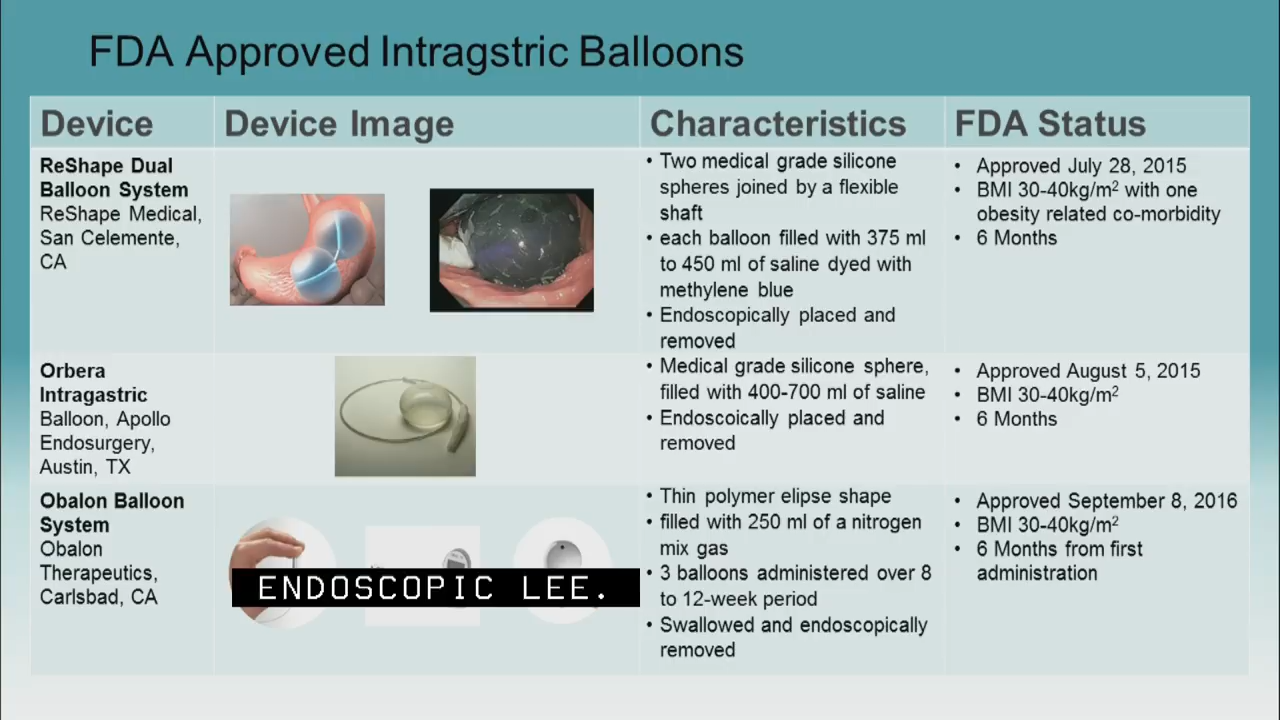 FDA Approved Intragstric Balloons
Device
Device Image
Characteristics
FDA Status
ReShape Dual
Balloon System
ReShape Medical,
San Celemente,
CA
• Two medical grade silicone
spheres joined by a flexible
shaft
• each balloon filled with 375 ml
to 450 ml of saline dyed with
methylene blue
• Endoscopically placed and
removed
• Approved July 28, 2015
• BMI 30-40kg/m² with one
obesity related co-morbidity
• 6 Months
Orbera
Intragastric
Balloon, Apollo
Endosurgery,
Austin, TX
• Medical grade silicone sphere,
filled with 400-700 ml of saline
• Endoscoically placed and
removed
• Approved August 5, 2015
• BMI 30-40kg/m²
• 6 Months
Obalon Balloon
System
Obalon
Therapeutics,
Carlsbad, CA
ENDOSCOPIC LEE.
• Thin polymer elipse shape
• filled with 250 ml of a nitrogen
mix gas
• 3 balloons administered over 8
to 12-week period
• Swallowed and endoscopically
removed
• Approved September 8, 2016
• BMI 30-40kg/m²
• 6 Months from first
administration